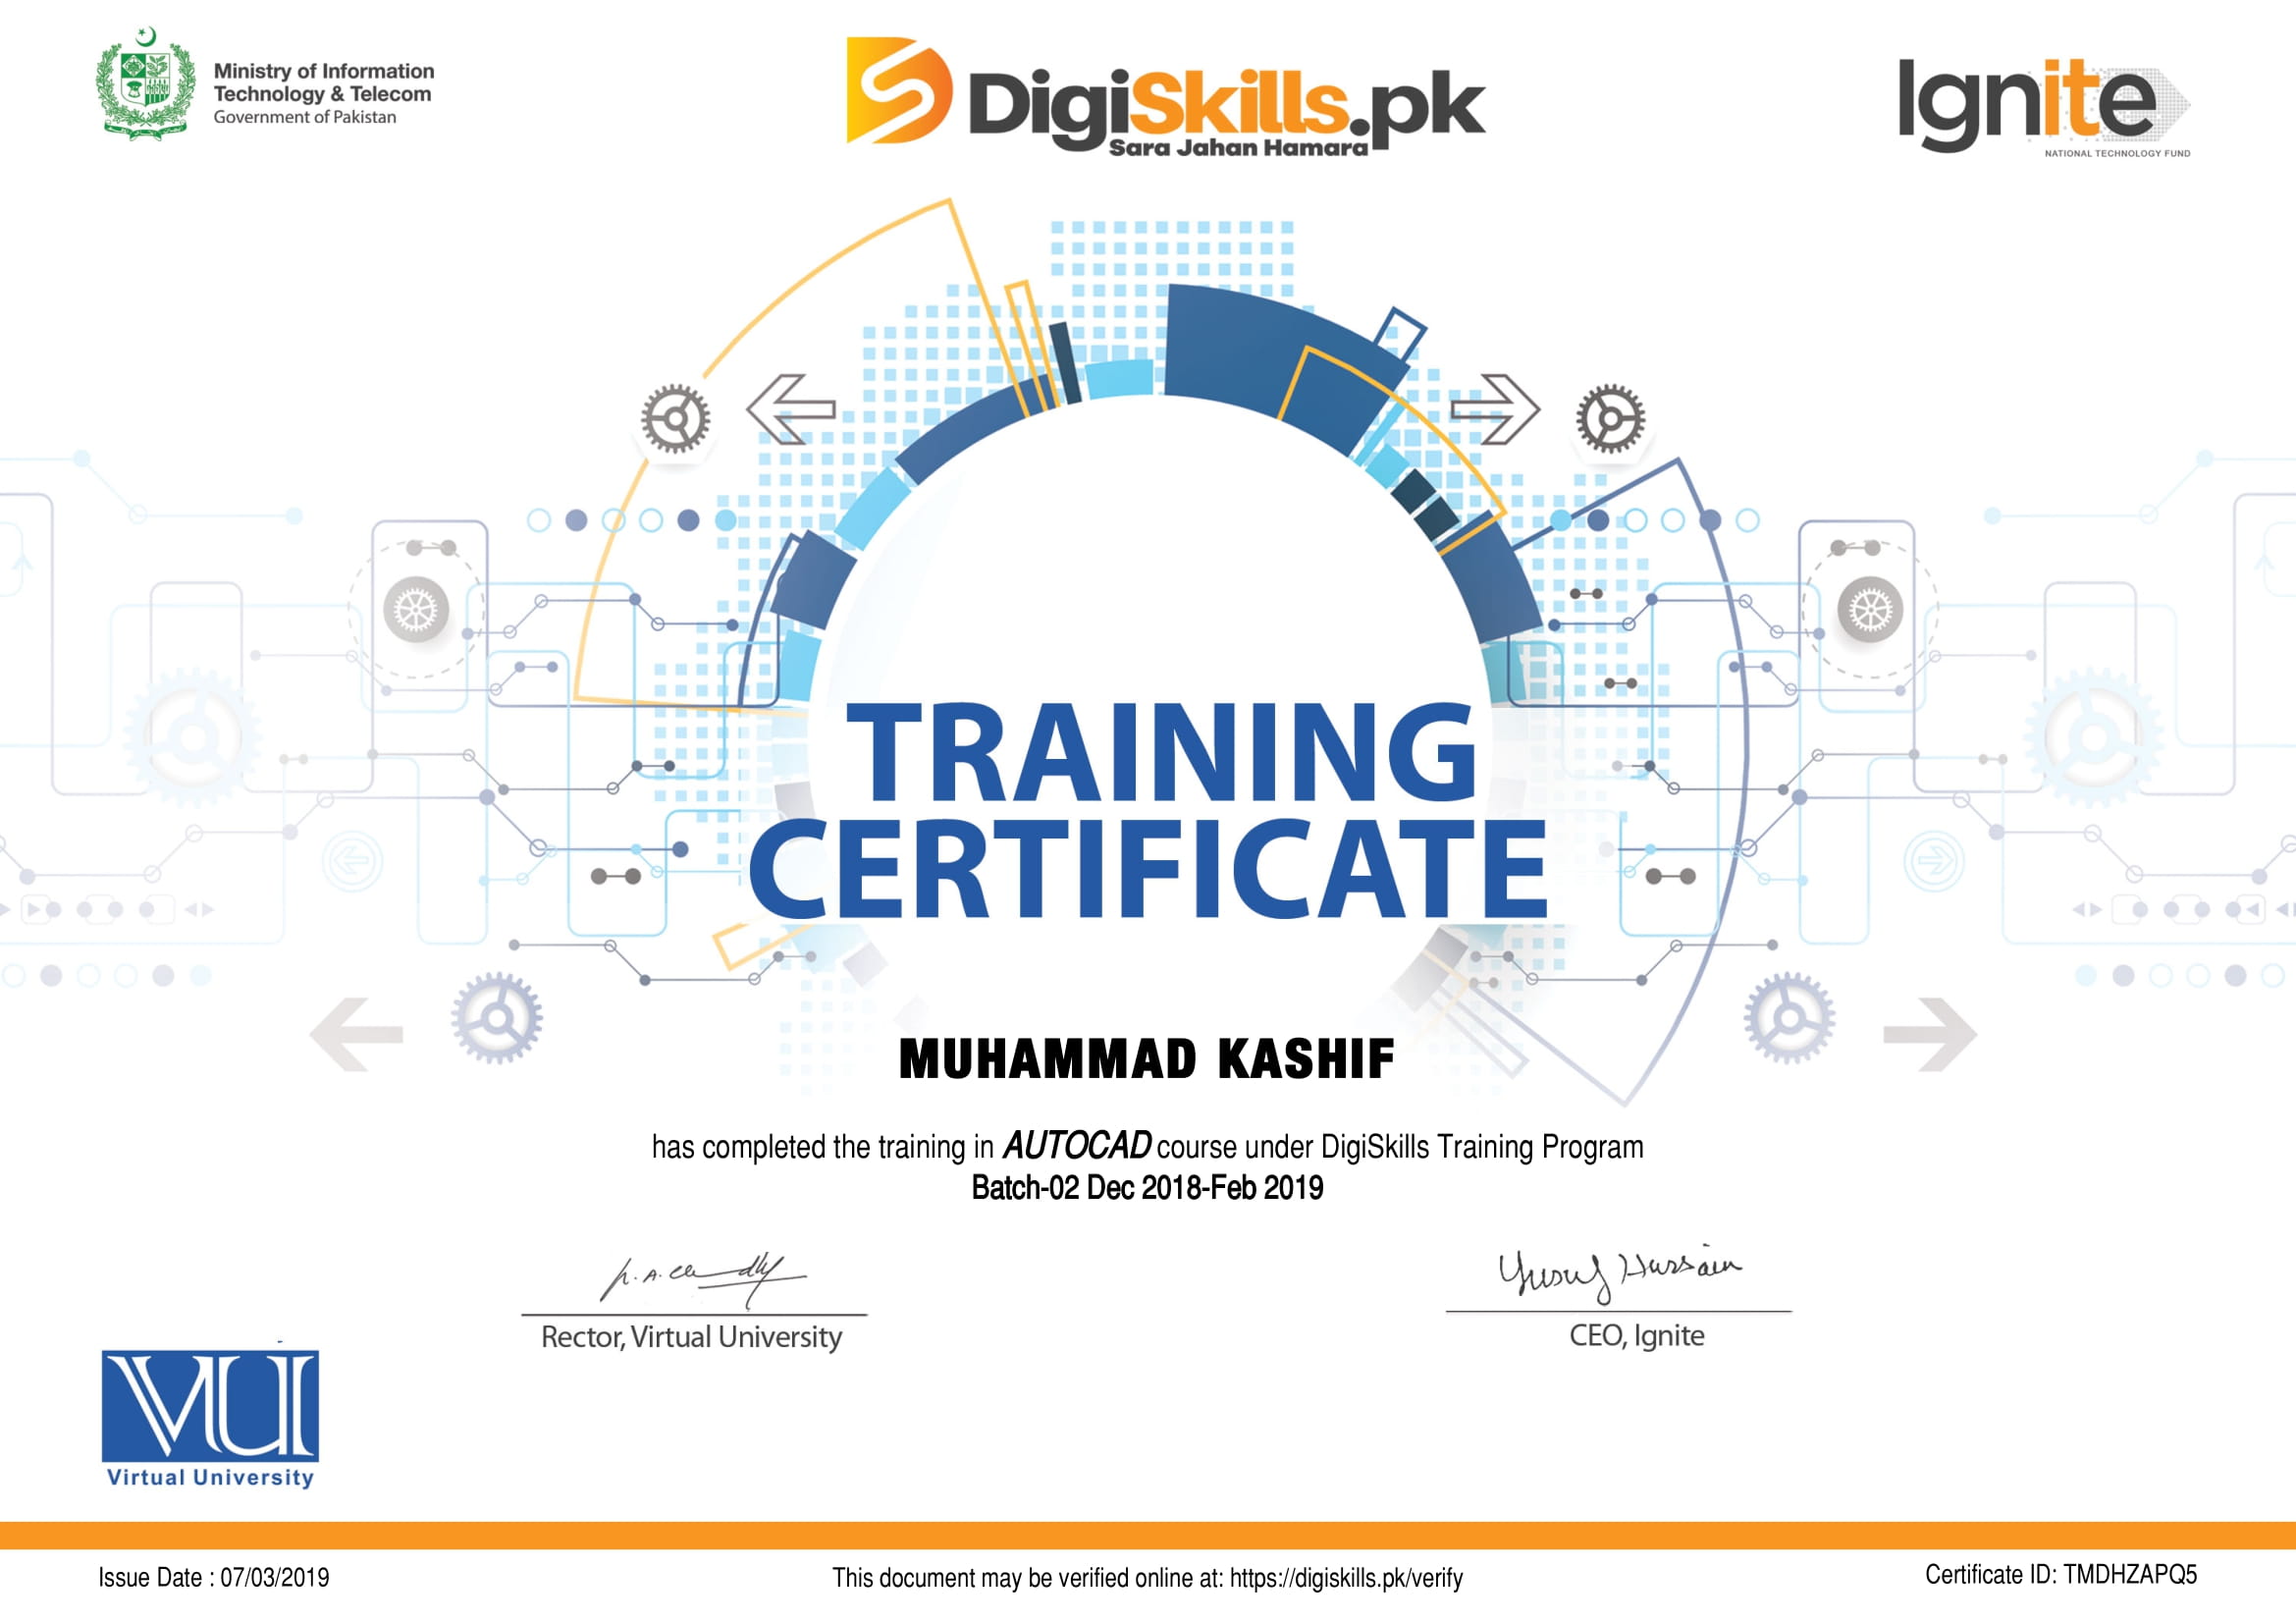 Ministry of Information
Technology & Telecom
Government of Pakistan
DigiSkills.pk
Sara Jahan Hamara
Ignite
NATIONAL TECHNOLOGY FUND
TRAINING
CERTIFICATE
MUHAMMAD KASHIF
has completed the training in AUTOCAD course under DigiSkills Training Program
Batch-02 Dec 2018-Feb 2019
Yusuf Hussain
Rector, Virtual University
CEO, Ignite
VU
Virtual University
Issue Date : 07/03/2019
This document may be verified online at: https://digiskills.pk/verify
Certificate ID: TMDHZAPQ5